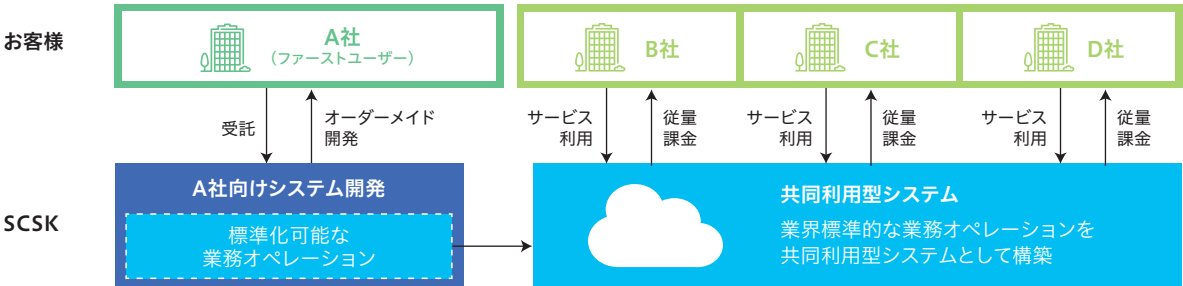 お客様
A社
（ファーストユーザー）
B社
C社
D社
受託
オーダーメイド
開発
サービス
利用
従量
課金
サービス
利用
従量
課金
サービス
利用
従量
課金
SCSK
A社向けシステム開発
標準化可能な
業務オペレーション
共同利用型システム
業界標準的な業務オペレーションを
共同利用型システムとして構築